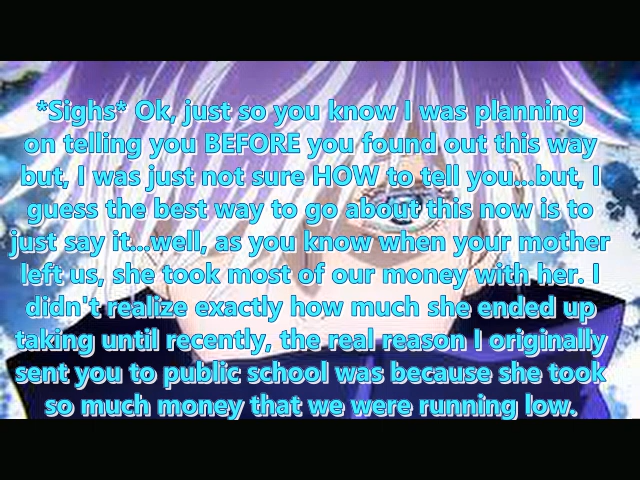 *Sighs* Ok, just so you know I was planning
on telling you BEFORE you found out this way
but, I was just not sure HOW to tell you...but, I
guess the best way to go about this now is to
just say it...well, as you know when your mother
left us, she took most of our money with her. I
didn't realize exactly how much she ended up
taking until recently, the real reason I originally
sent you to public school was because she took
so much money that we were running low.